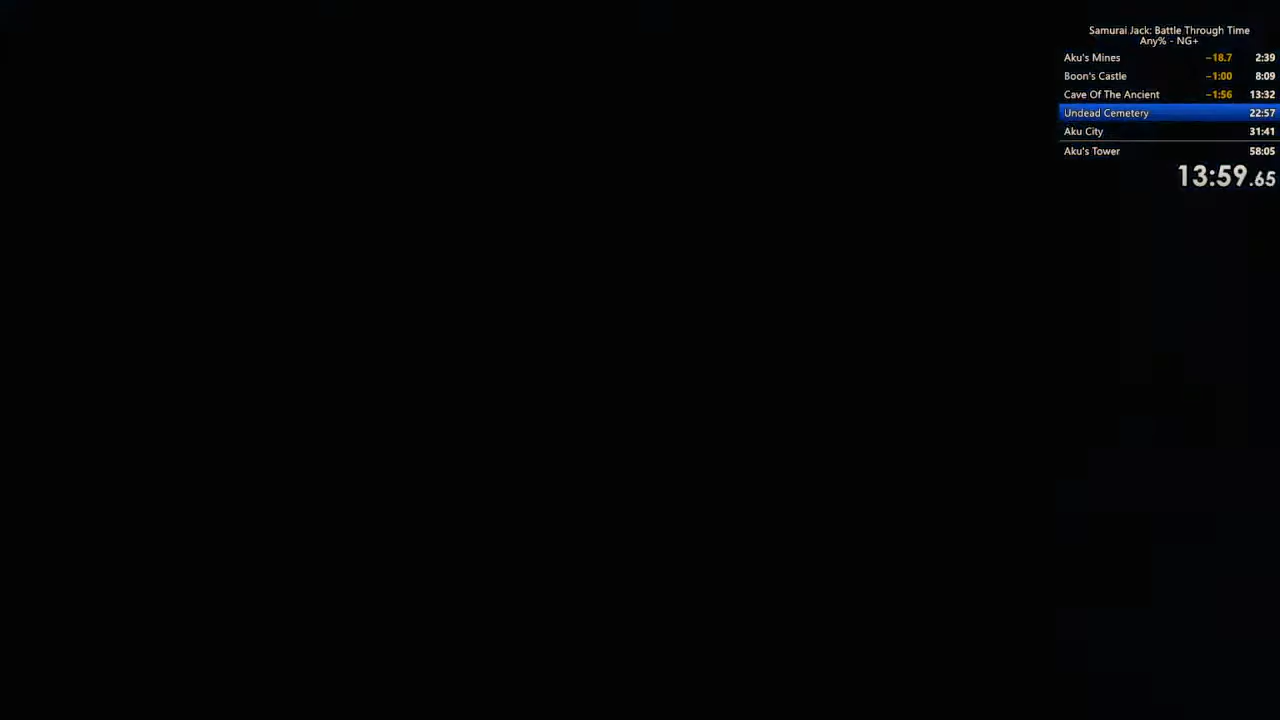 Samurai Jack: Battle Through Time
Any% - NG+
Aku's Mines −18.7 2:39
Boon's Castle −1:00 8:09
Cave Of The Ancient −1:56 13:32
Undead Cemetery 22:57
Aku City 31:41
Aku's Tower 58:05
13:59.65